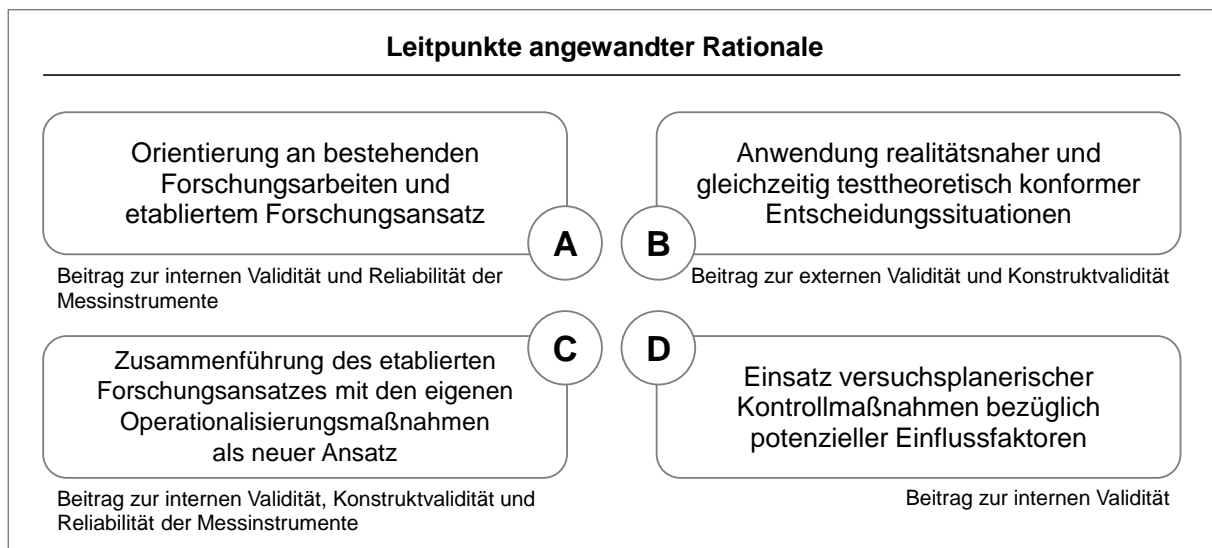 Leitpunkte angewandter Rationale
Orientierung an bestehenden
Forschungsarbeiten und
etabliertem Forschungsansatz
A
Beitrag zur internen Validität und Reliabilität der
Messinstrumente
Anwendung realitätsnaher und
gleichzeitig testtheoretisch konformer
Entscheidungssituationen
B
Beitrag zur externen Validität und Konstruktvalidität
Zusammenführung des etablierten
Forschungsansatzes mit den eigenen
Operationalisierungsmaßnahmen
als neuer Ansatz
C
Beitrag zur internen Validität, Konstruktvalidität und
Reliabilität der Messinstrumente
D
Einsatz versuchsplanerischer
Kontrollmaßnahmen bezüglich
potenzieller Einflussfaktoren
Beitrag zur internen Validität